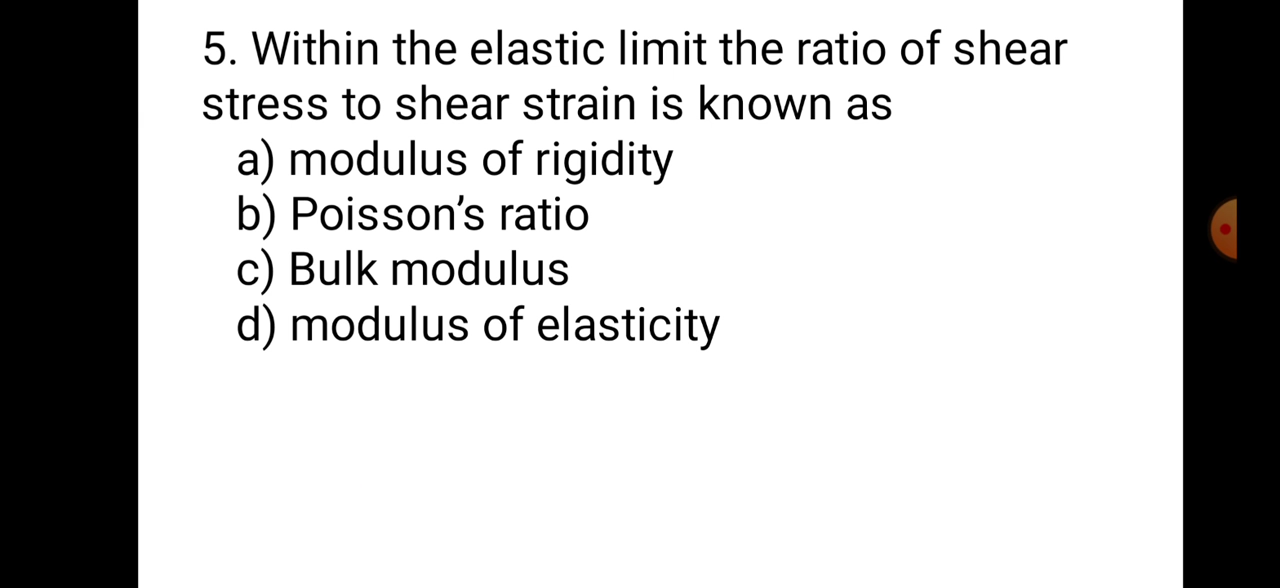 5. Within the elastic limit the ratio of shear
stress to shear strain is known as
a) modulus of rigidity
b) Poisson’s ratio
c) Bulk modulus
d) modulus of elasticity